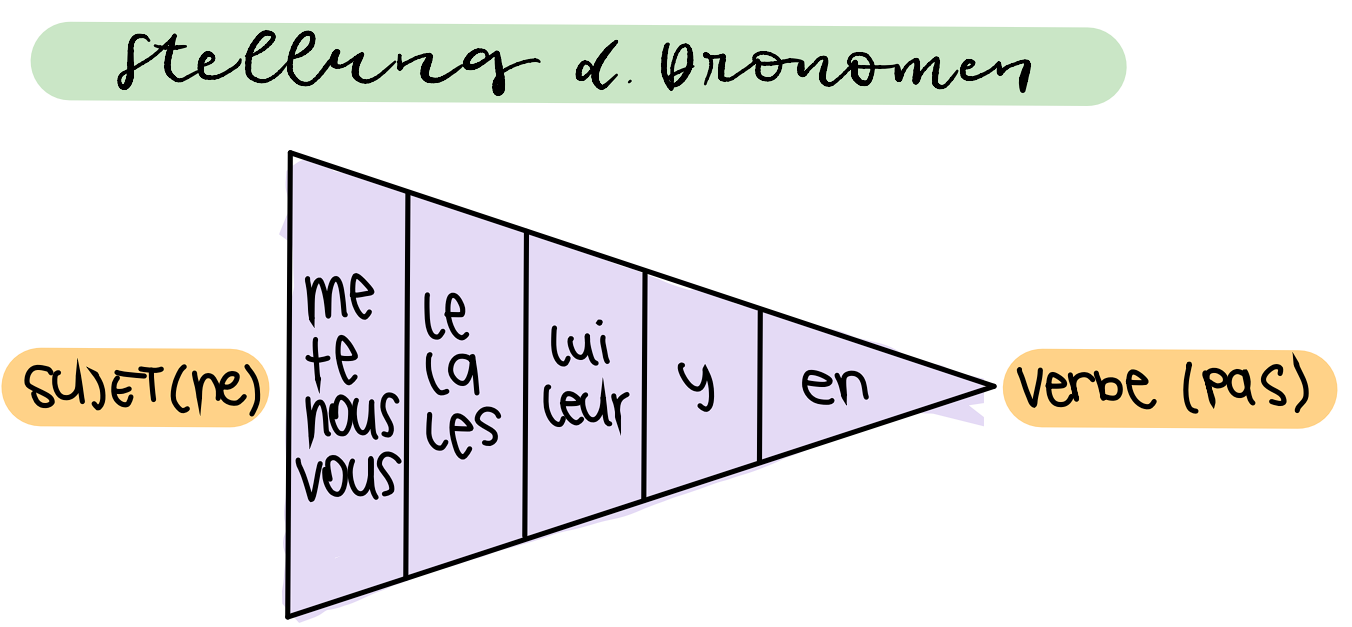 Stellung d. Pronomen
SUJET (ne)
me
te
nous
vous
le
la
les
lui
leur
y
en
verbe (pas)